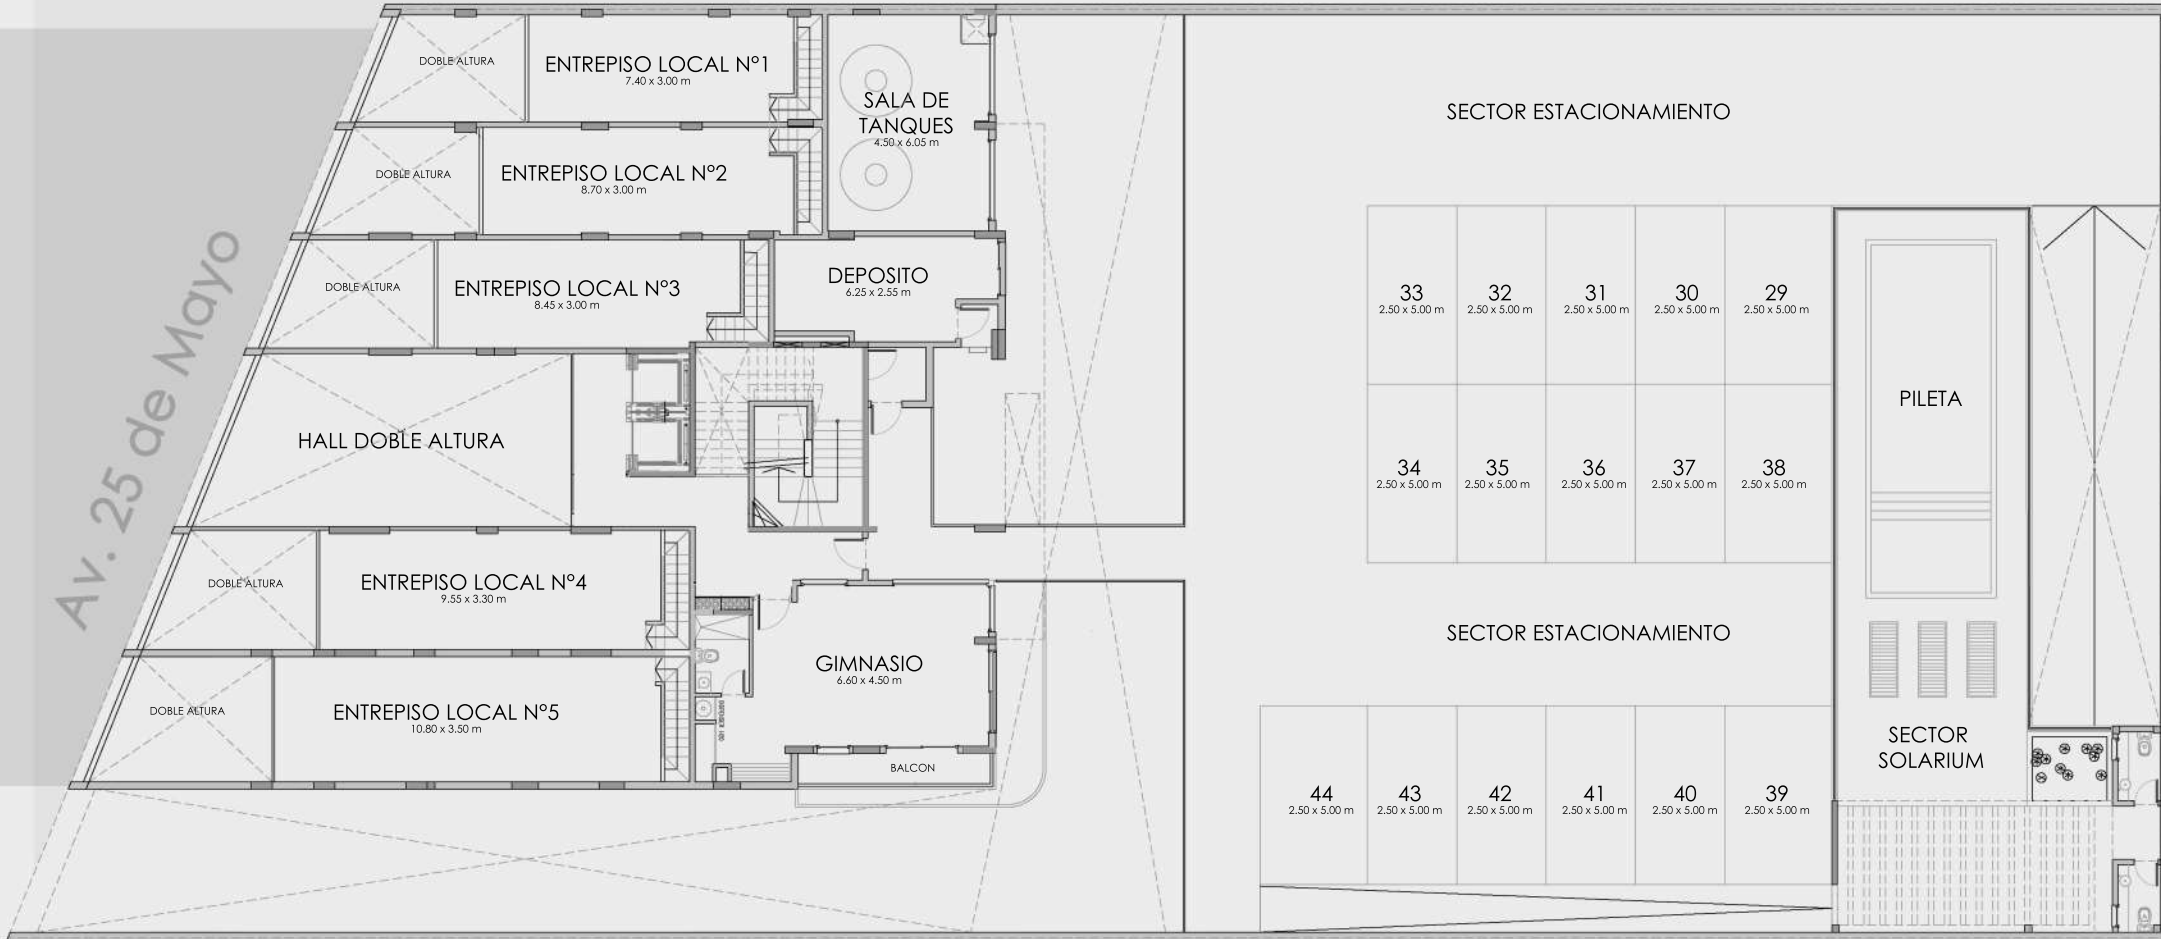 Av. 25 de Mayo
DOBLE ALTURA
ENTREPISO LOCAL Nº1
7.40 x 3.00 m
SALA DE
TANQUES
4.50 x 6.05 m
DOBLE ALTURA
ENTREPISO LOCAL Nº2
8.70 x 3.00 m
DOBLE ALTURA
ENTREPISO LOCAL Nº3
8.45 x 3.00 m
DEPOSITO
6.25 x 2.55 m
HALL DOBLE ALTURA
DOBLE ALTURA
ENTREPISO LOCAL Nº4
9.55 x 3.30 m
DOBLE ALTURA
ENTREPISO LOCAL Nº5
10.80 x 3.50 m
GIMNASIO
6.60 x 4.50 m
BALCON
SECTOR ESTACIONAMIENTO
33
2.50 x 5.00 m
32
2.50 x 5.00 m
31
2.50 x 5.00 m
30
2.50 x 5.00 m
29
2.50 x 5.00 m
34
2.50 x 5.00 m
35
2.50 x 5.00 m
36
2.50 x 5.00 m
37
2.50 x 5.00 m
38
2.50 x 5.00 m
SECTOR ESTACIONAMIENTO
44
2.50 x 5.00 m
43
2.50 x 5.00 m
42
2.50 x 5.00 m
41
2.50 x 5.00 m
40
2.50 x 5.00 m
39
2.50 x 5.00 m
PILETA
SECTOR
SOLARIUM